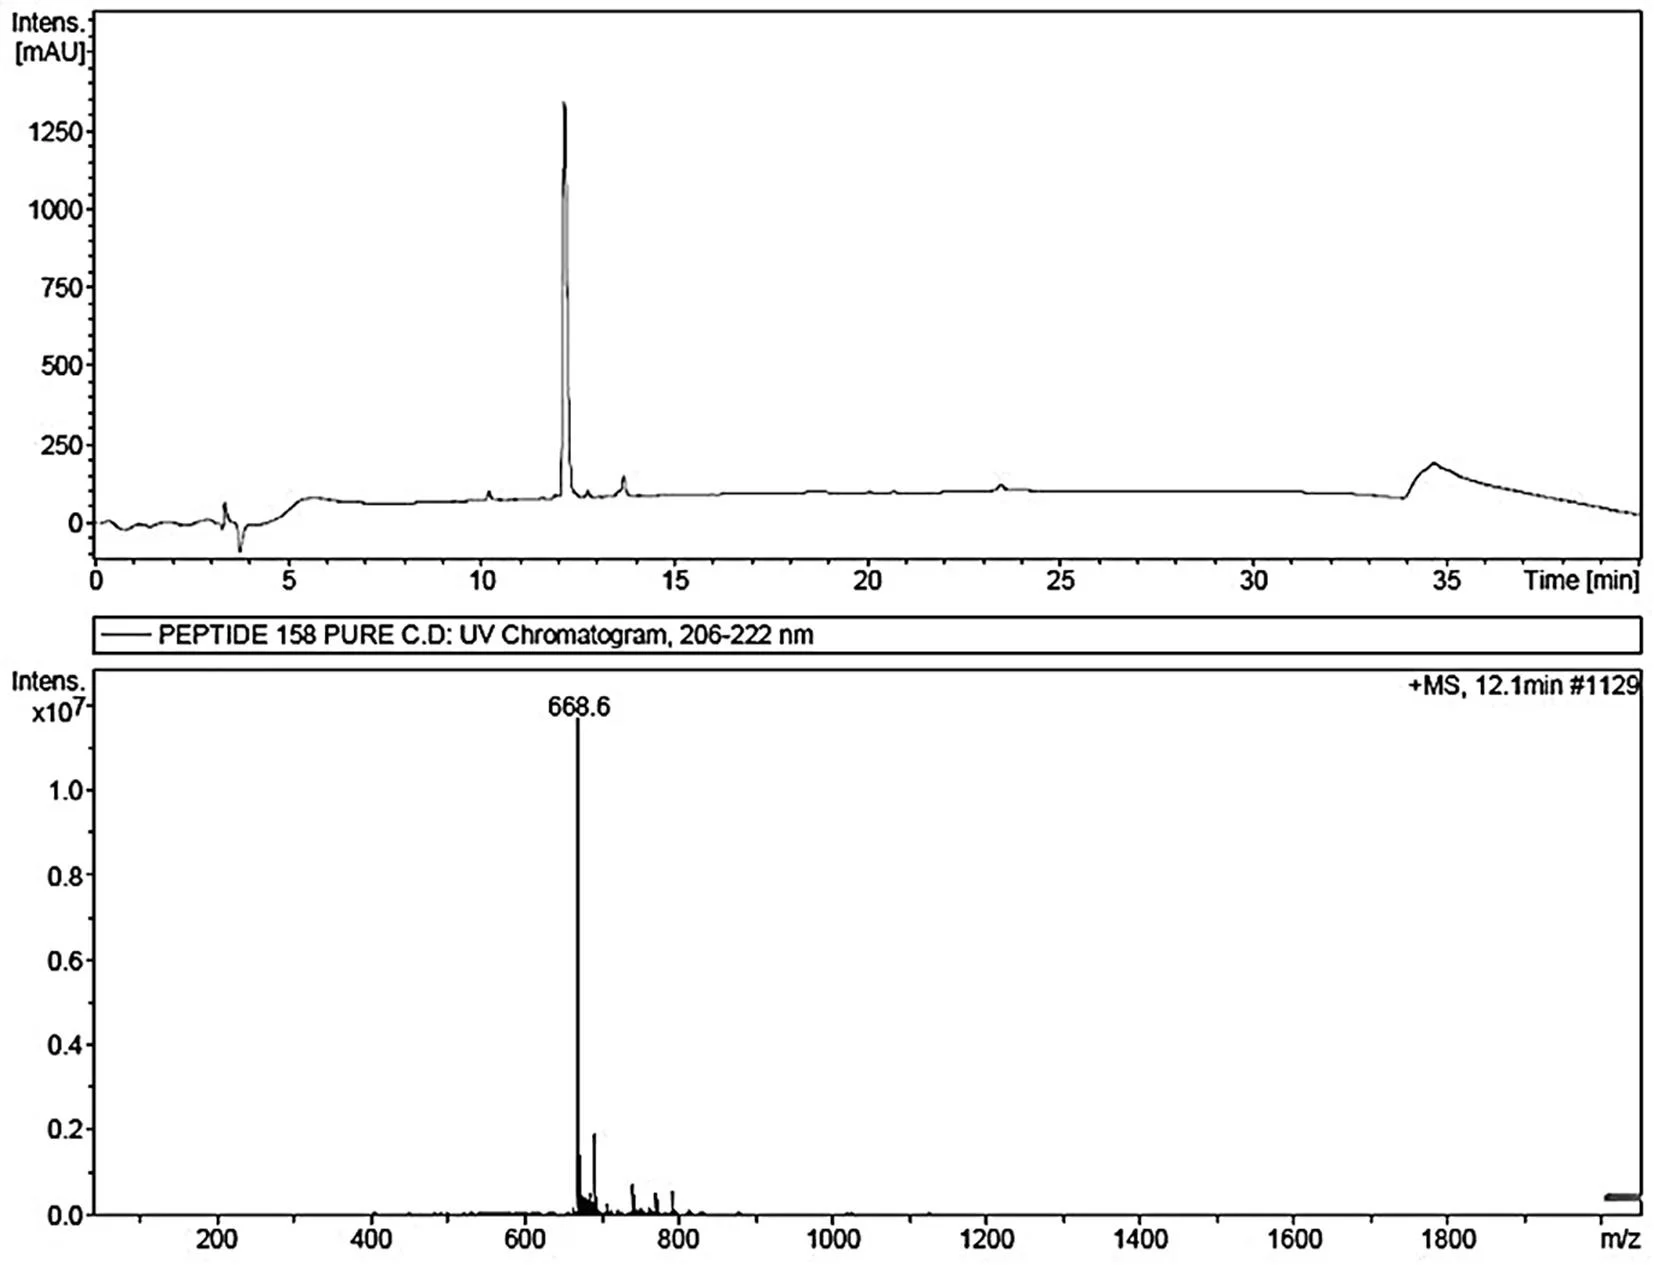 Intens.
[mAU]
1250
1000
750
500
250
0
0 5 10 15 20 25 30 35 Time [min]
PEPTIDE 158 PURE C.D: UV Chromatogram, 206-222 nm
Intens.
x10⁷
+MS, 12.1min #1129
668.6
1.0
0.8
0.6
0.4
0.2
0.0
200 400 600 800 1000 1200 1400 1600 1800 m/z